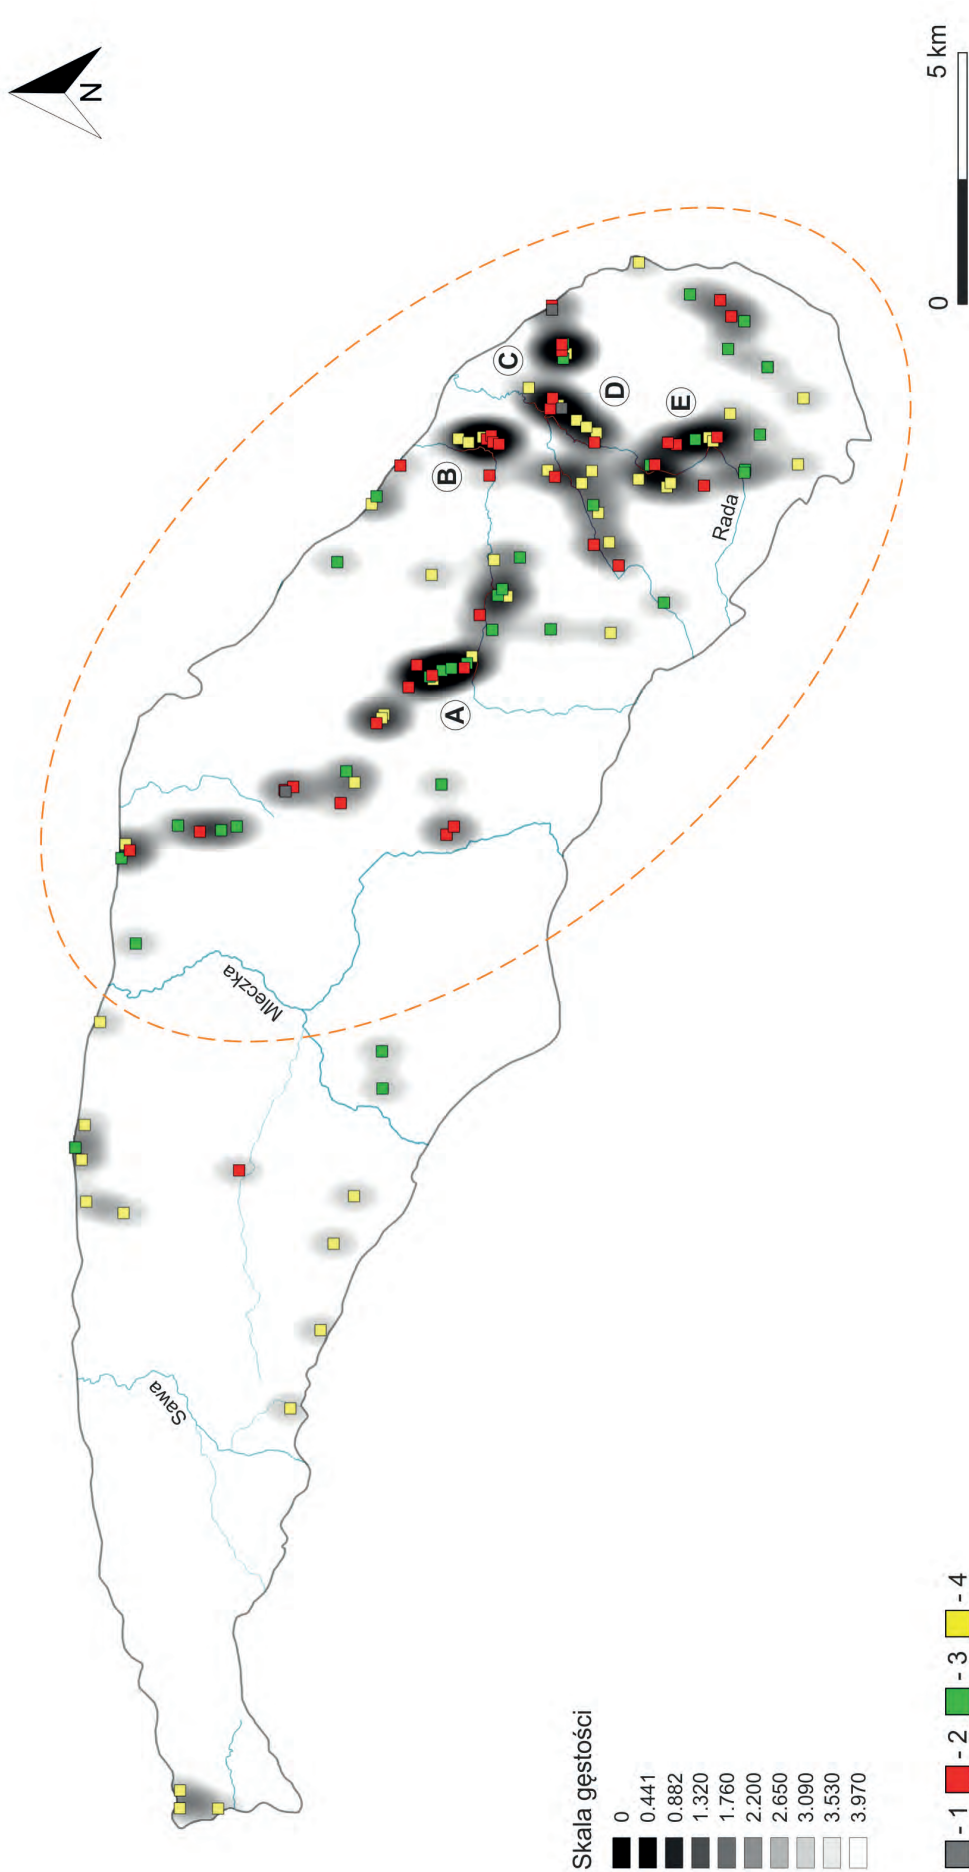 N
5 km
0
C
D
E
B
A
Rada
Mleczka
Sawa
Skala gęstości
0
0.441
0.882
1.320
1.760
2.200
2.650
3.090
3.530
3.970
- 1 - 2 - 3 - 4